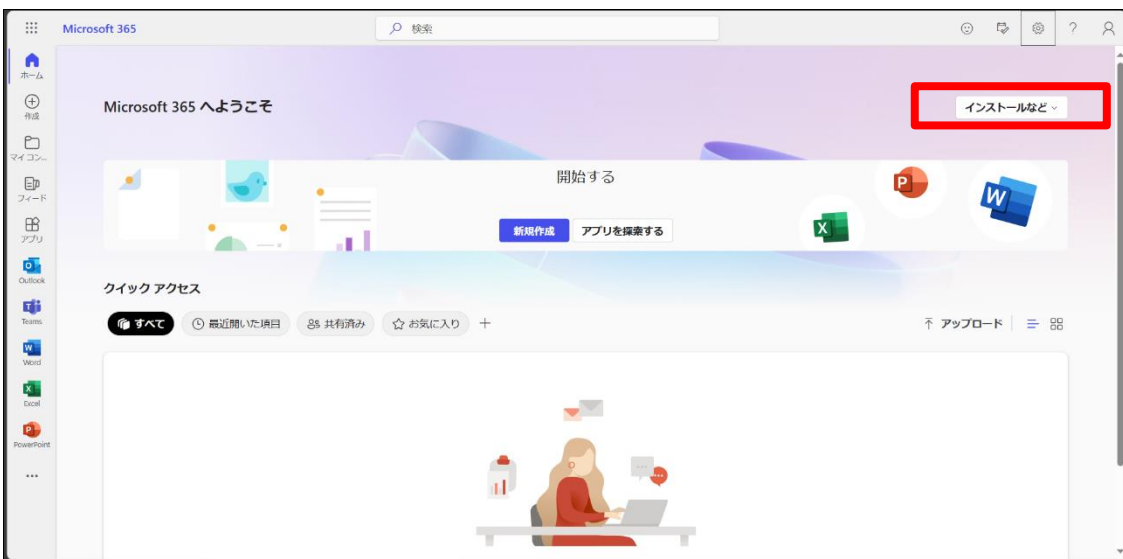 Microsoft 365
検索
?
ホーム
作成
マイ コン...
フィード
アプリ
Outlook
Teams
Word
Excel
PowerPoint
...
Microsoft 365 へようこそ
インストールなど
開始する
新規作成
アプリを探索する
P
W
X
クイック アクセス
すべて
最近開いた項目
共有済み
お気に入り
+
アップロード